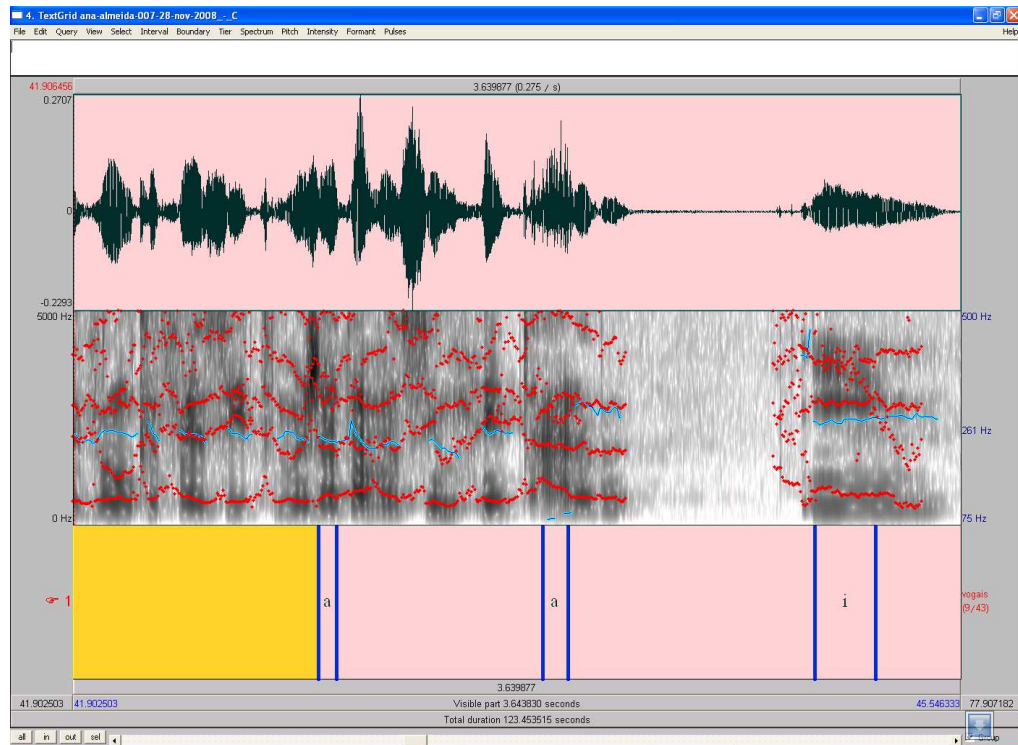 4. TextGrid ana-almeida-007-28-nov-2008_-_C
File Edit Query View Select Interval Boundary Tier Spectrum Pitch Intensity Formant Pulses Help
41.906456 3.639877 (0.275 / s)
0.2707
0
-0.2293
5000 Hz 500 Hz
261 Hz
0 Hz 75 Hz
1 a a i vogais
(9/43)
3.639877
41.902503 41.902503 Visible part 3.643830 seconds 45.546333 77.907182
Total duration 123.453515 seconds
all in out sel